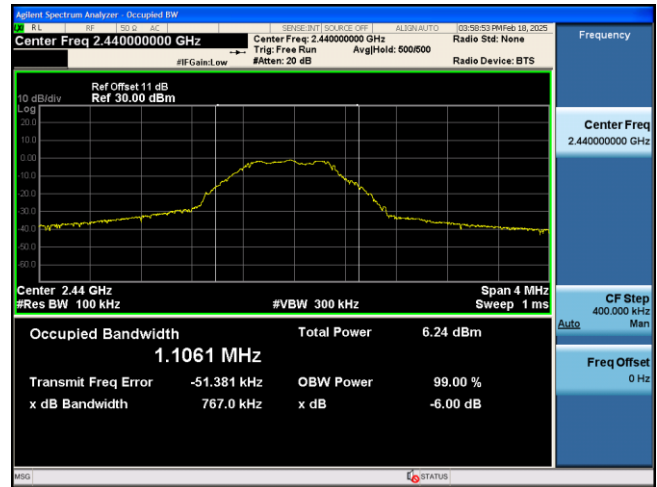 Agilent Spectrum Analyzer - Occupied BW
RL RF 50 Ω AC SENSE:INT SOURCE OFF ALIGN AUTO 03:58:53 PM Feb 18, 2025
Center Freq 2.440000000 GHz
Center Freq: 2.440000000 GHz
Radio Std: None
Trig: Free Run
Avg|Hold: 500/500
#IFGain:Low
#Atten: 20 dB
Radio Device: BTS
Ref Offset 11 dB
10 dB/div
Ref 30.00 dBm
Log
20.0
10.0
0.00
-10.0
-20.0
-30.0
-40.0
-50.0
-60.0
Center 2.44 GHz
Span 4 MHz
#Res BW 100 kHz
#VBW 300 kHz
Sweep 1 ms
Occupied Bandwidth
Total Power
6.24 dBm
1.1061 MHz
Transmit Freq Error
-51.381 kHz
OBW Power
99.00 %
x dB Bandwidth
767.0 kHz
x dB
-6.00 dB
MSG
STATUS
Frequency
Center Freq
2.440000000 GHz
CF Step
400.000 kHz
Auto Man
Freq Offset
0 Hz